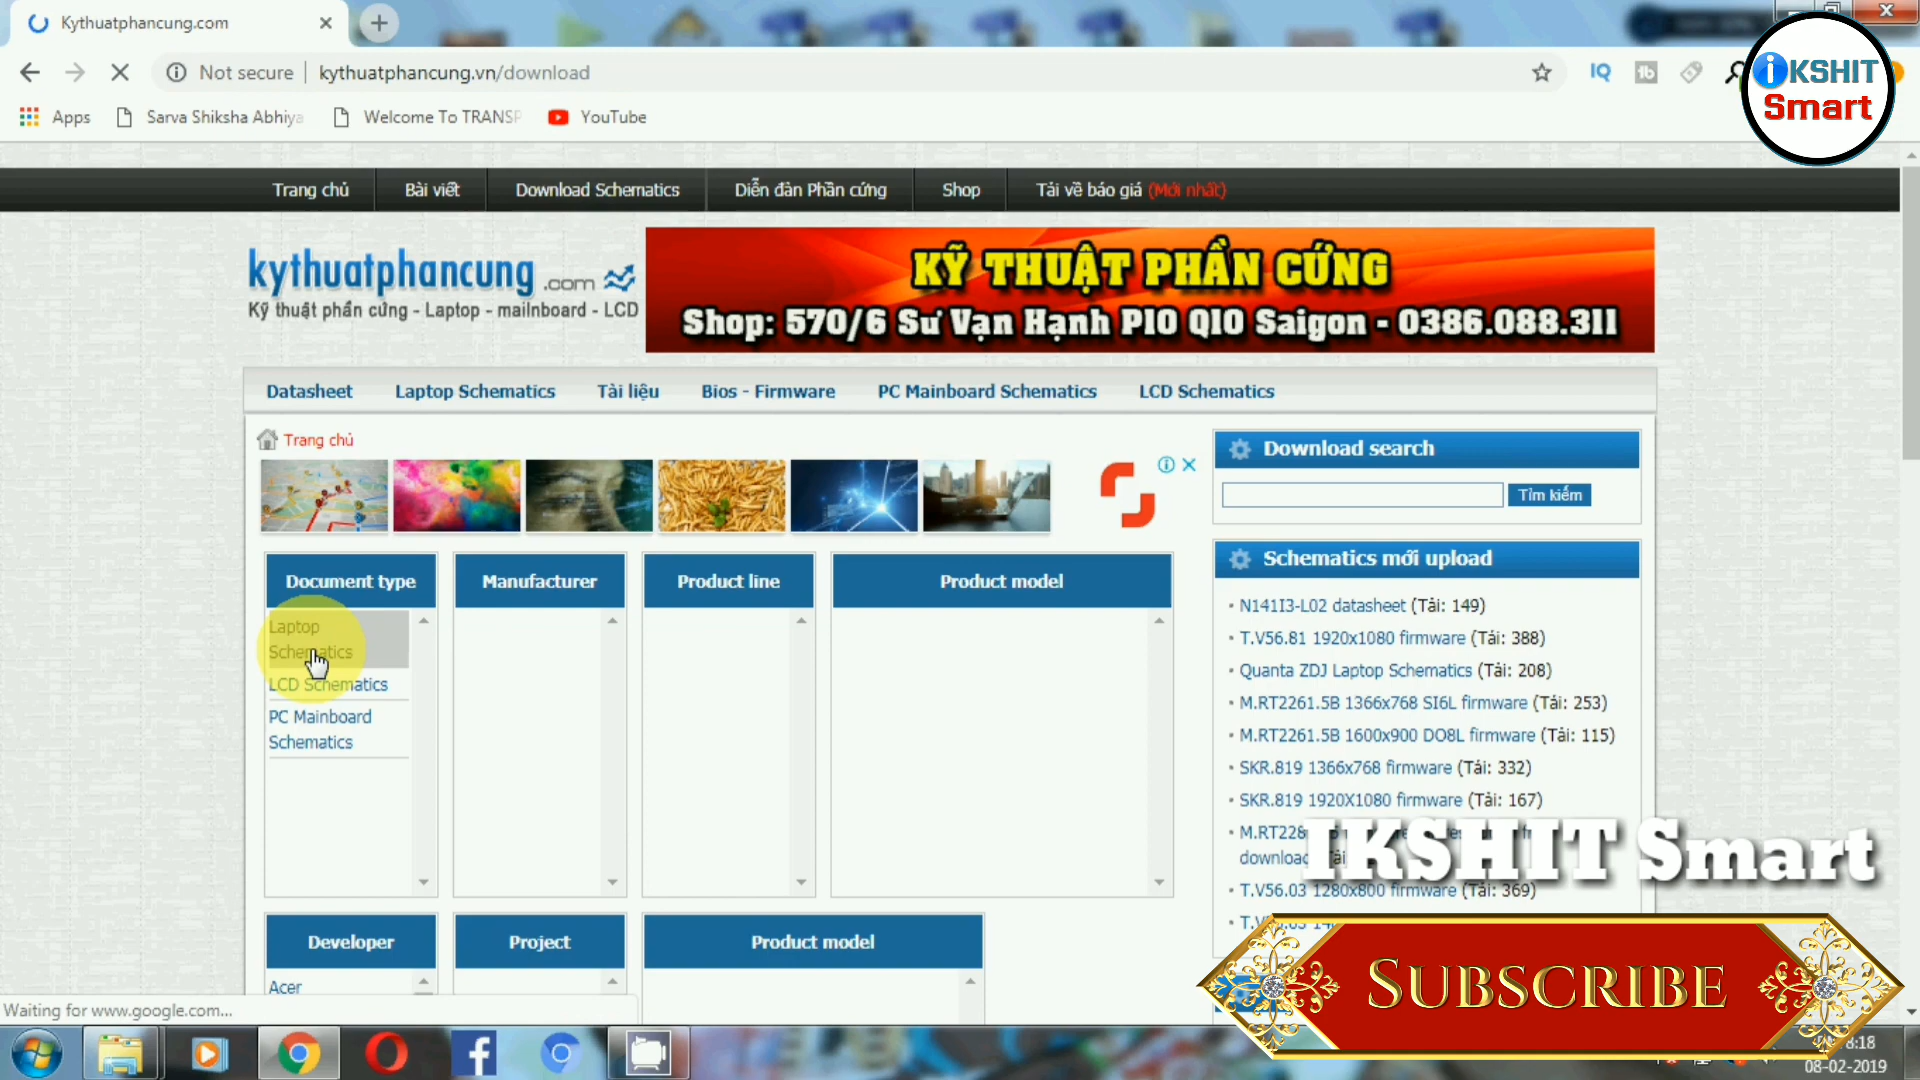 Kythuatphancung.com
Not secure
kythuatphancung.vn/download
Apps
Sarva Shiksha Abhiya
Welcome To TRANSP
YouTube
iKSHIT
Smart
Trang chủ
Bài viết
Download Schematics
Diễn đàn Phần cứng
Shop
Tải về báo giá (Mới nhất)
kythuatphancung.com
Kỹ thuật phần cứng - Laptop - mailnboard - LCD
KỸ THUẬT PHẦN CỨNG
Shop: 570/6 Sư Vạn Hạnh P10 Q10 Saigon - 0386.088.311
Datasheet
Laptop Schematics
Tài liệu
Bios - Firmware
PC Mainboard Schematics
LCD Schematics
Trang chủ
Download search
Tìm kiếm
Document type
Manufacturer
Product line
Product model
Laptop
Schematics
LCD Schematics
PC Mainboard
Schematics
Schematics mới upload
N141I3-L02 datasheet (Tải: 149)
T.V56.81 1920x1080 firmware (Tải: 388)
Quanta ZDJ Laptop Schematics (Tải: 208)
M.RT2261.5B 1366x768 SI6L firmware (Tải: 253)
M.RT2261.5B 1600x900 DO8L firmware (Tải: 115)
SKR.819 1366x768 firmware (Tải: 332)
SKR.819 1920X1080 firmware (Tải: 167)
M.RT228
download
IKSHIT Smart
T.V56.03 1280x800 firmware (Tải: 369)
Developer
Project
Product model
Acer
SUBSCRIBE
Waiting for www.google.com...
08-02-2019